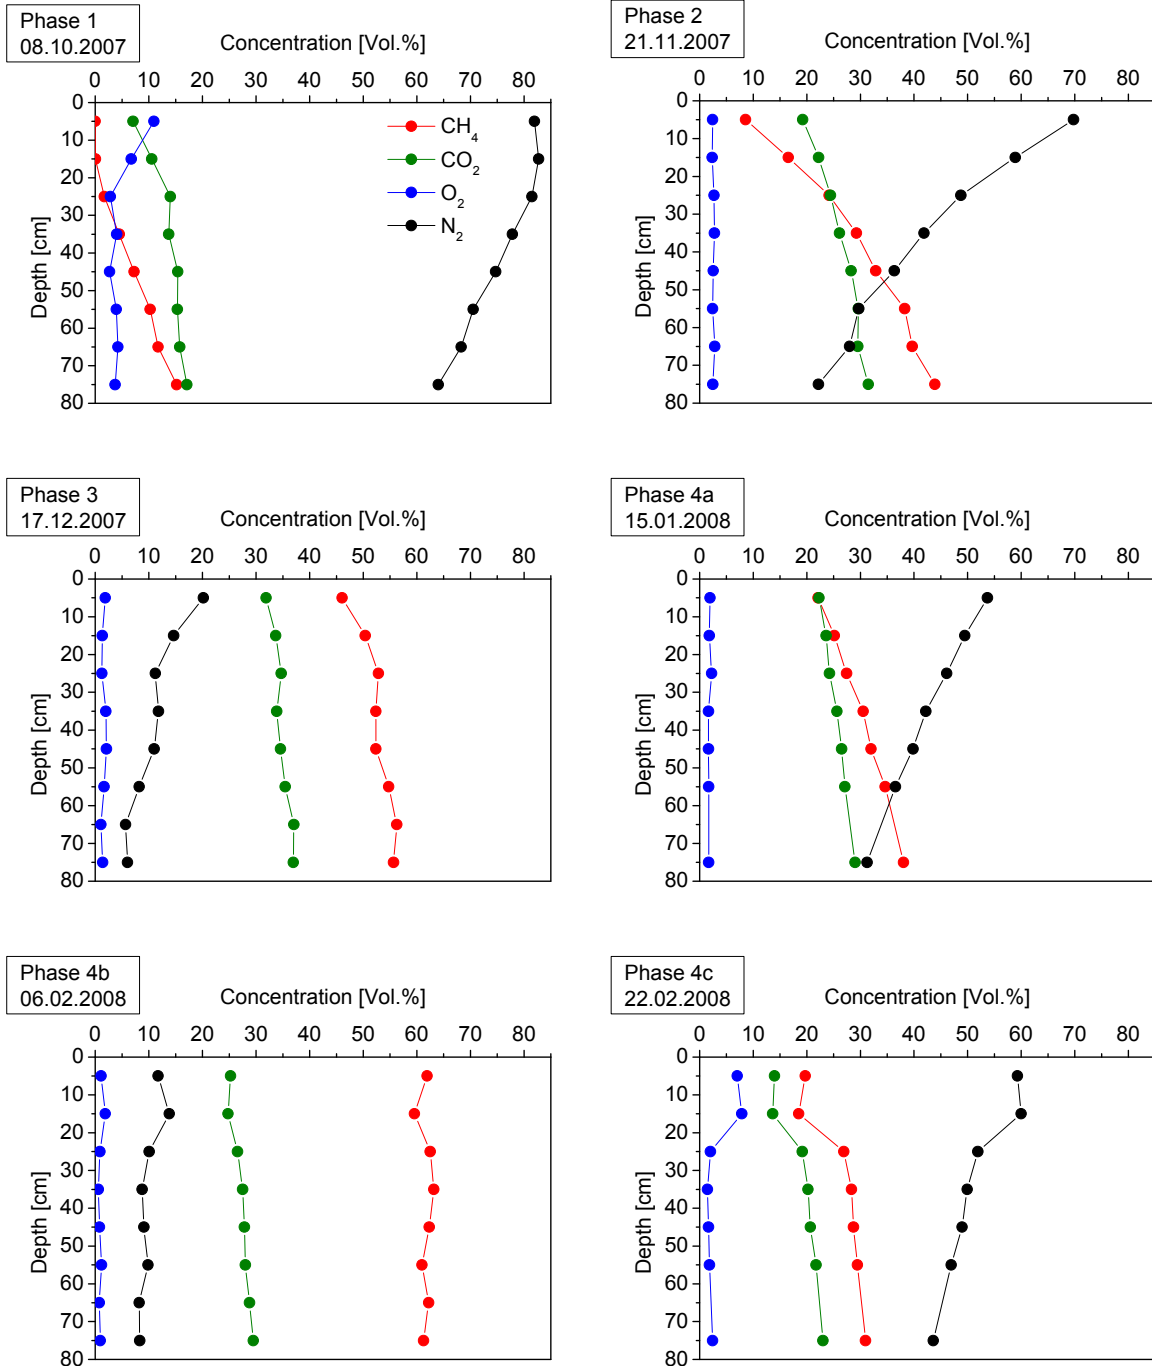 Phase 1
08.10.2007
Concentration [Vol.%]
0 10 20 30 40 50 60 70 80
0
10
20
30
40
50
60
70
80
Depth [cm]
CH4
CO2
O2
N2
Phase 2
21.11.2007
Concentration [Vol.%]
0 10 20 30 40 50 60 70 80
0
10
20
30
40
50
60
70
80
Depth [cm]
Phase 3
17.12.2007
Concentration [Vol.%]
0 10 20 30 40 50 60 70 80
0
10
20
30
40
50
60
70
80
Depth [cm]
Phase 4a
15.01.2008
Concentration [Vol.%]
0 10 20 30 40 50 60 70 80
0
10
20
30
40
50
60
70
80
Depth [cm]
Phase 4b
06.02.2008
Concentration [Vol.%]
0 10 20 30 40 50 60 70 80
0
10
20
30
40
50
60
70
80
Depth [cm]
Phase 4c
22.02.2008
Concentration [Vol.%]
0 10 20 30 40 50 60 70 80
0
10
20
30
40
50
60
70
80
Depth [cm]